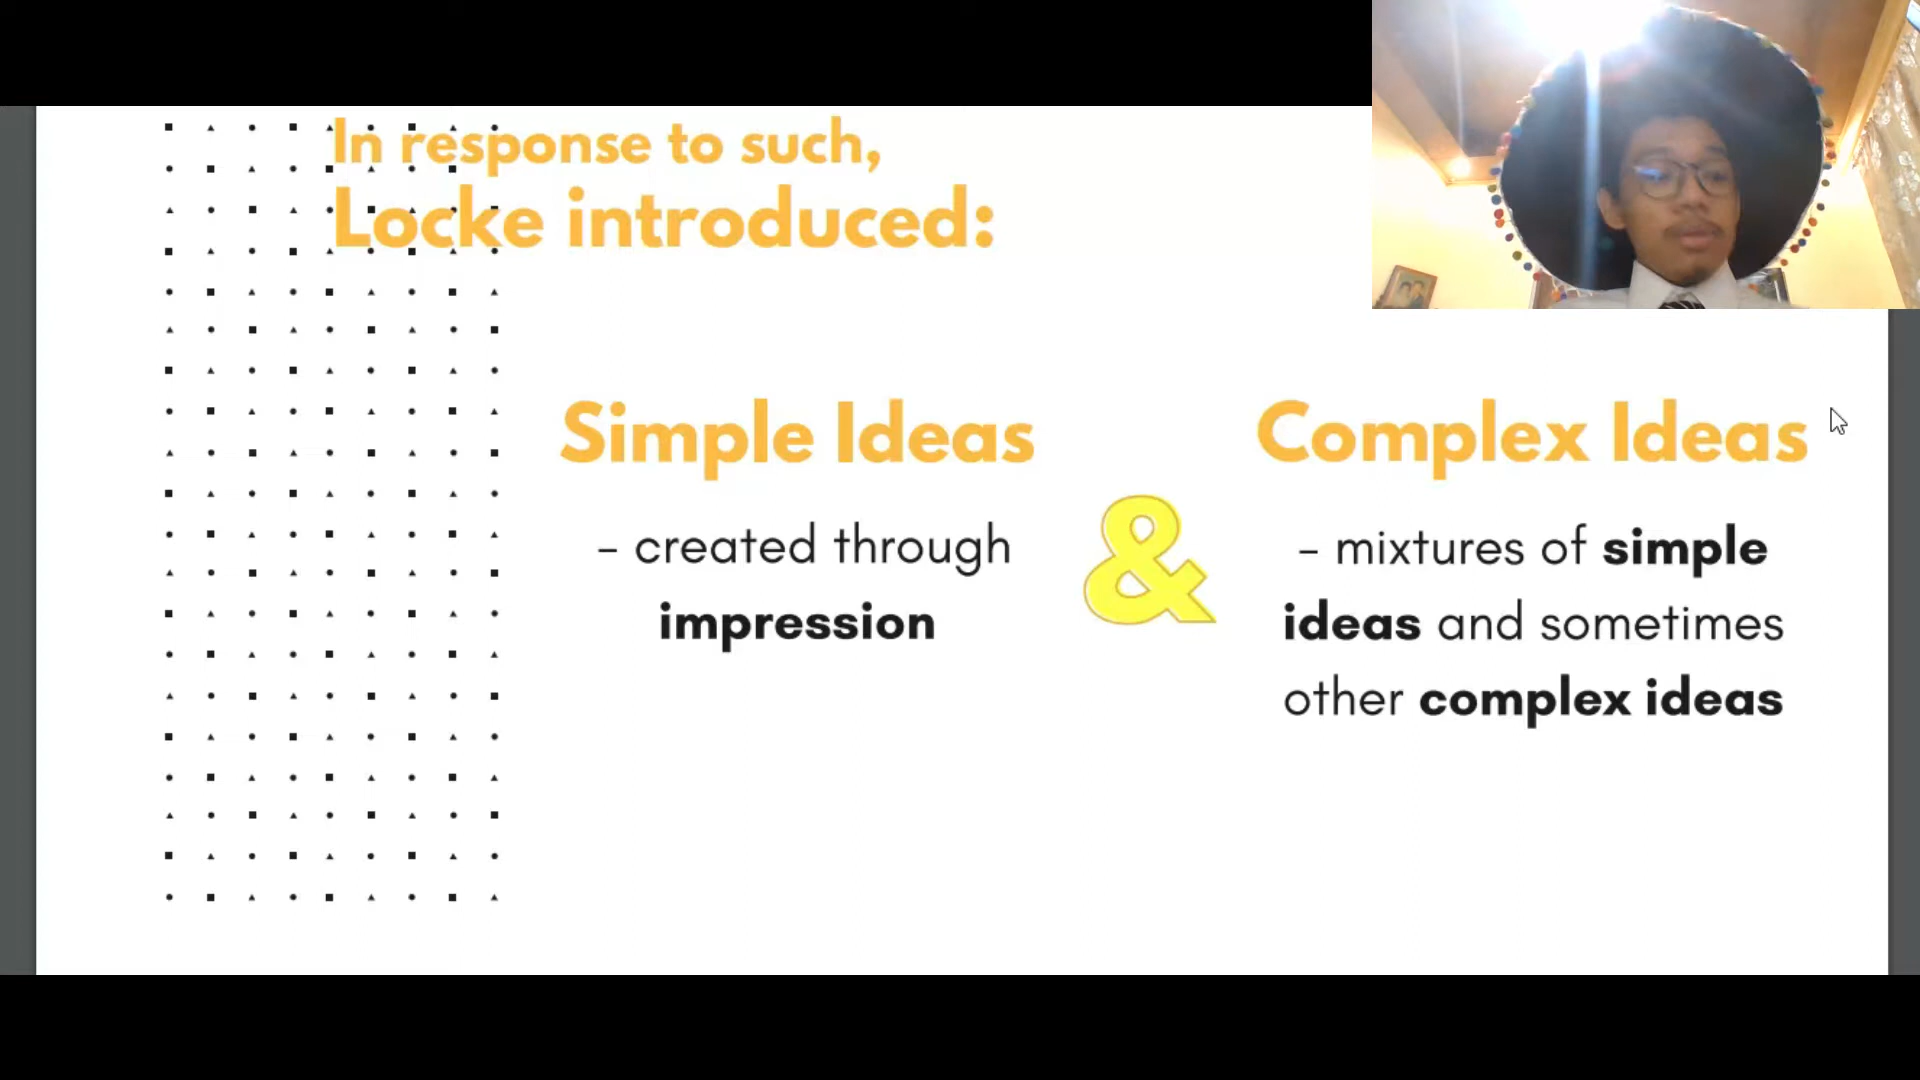 In response to such,
Locke introduced:
Simple Ideas
- created through
impression
&
Complex Ideas
- mixtures of simple
ideas and sometimes
other complex ideas